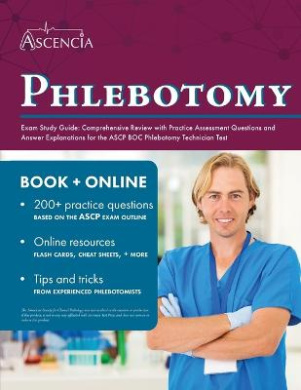 ASCENCIA
PHLEBOTOMY
Exam Study Guide: Comprehensive Review with Practice Assessment Questions and
Answer Explanations for the ASCP BOC Phlebotomy Technician Test
BOOK + ONLINE
• 200+ practice questions
BASED ON THE ASCP EXAM OUTLINE
• Online resources
FLASH CARDS, CHEAT SHEETS, + MORE
• Tips and tricks
FROM EXPERIENCED PHLEBOTOMISTS